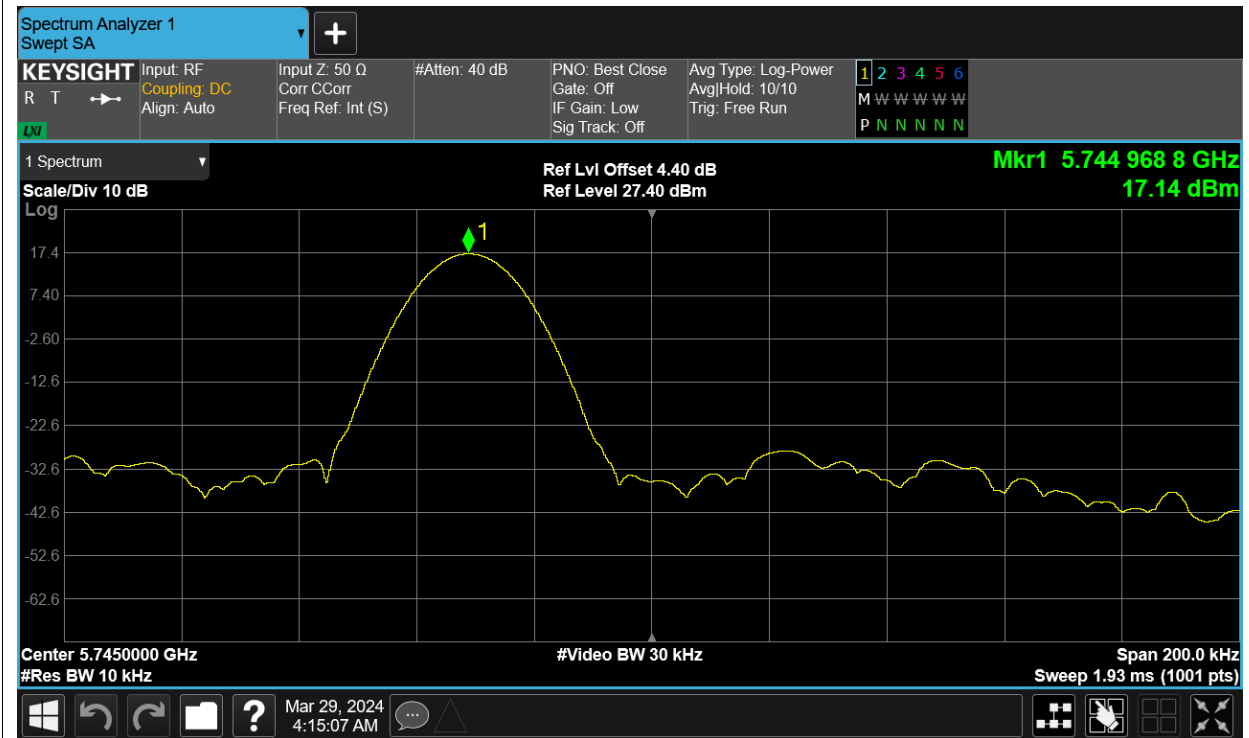 Spectrum Analyzer 1
Swept SA
KEYSIGHT
R T
LXI
Input: RF
Coupling: DC
Align: Auto
Input Z: 50 Ω
Corr CCorr
Freq Ref: Int (S)
#Atten: 40 dB
PNO: Best Close
Gate: Off
IF Gain: Low
Sig Track: Off
Avg Type: Log-Power
Avg|Hold: 10/10
Trig: Free Run
1 2 3 4 5 6
M W W W W W
P N N N N N
1 Spectrum
Scale/Div 10 dB
Ref Lvl Offset 4.40 dB
Ref Level 27.40 dBm
Mkr1 5.744 968 8 GHz
17.14 dBm
Log
1
17.4
7.40
-2.60
-12.6
-22.6
-32.6
-42.6
-52.6
-62.6
Center 5.7450000 GHz
#Video BW 30 kHz
Span 200.0 kHz
#Res BW 10 kHz
Sweep 1.93 ms (1001 pts)
?
Mar 29, 2024
4:15:07 AM